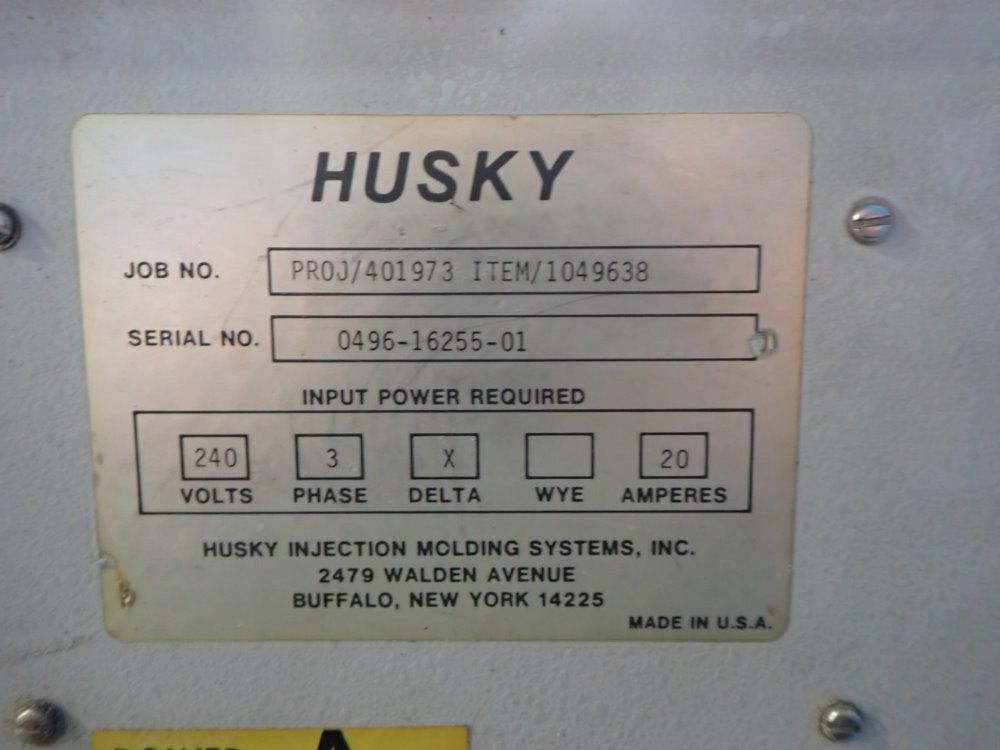 HUSKY
JOB NO. PROJ/401973 ITEM/1049638
SERIAL NO. 0496-16255-01
INPUT POWER REQUIRED
240 3 X 20
VOLTS PHASE DELTA WYE AMPERES
HUSKY INJECTION MOLDING SYSTEMS, INC.
2479 WALDEN AVENUE
BUFFALO, NEW YORK 14225
MADE IN U.S.A.